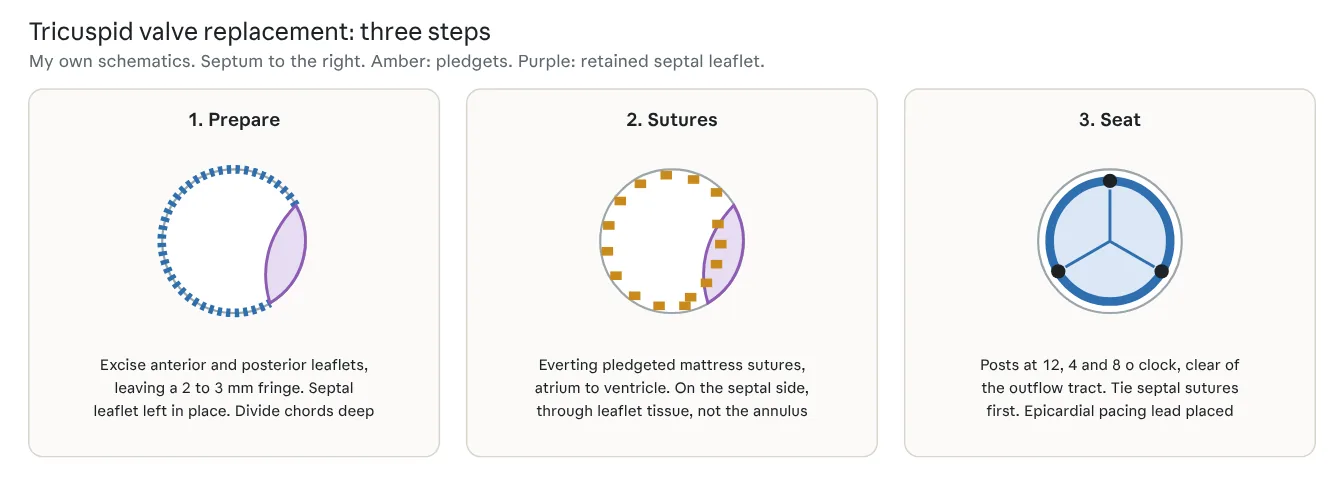 Tricuspid valve replacement: three steps
My own schematics. Septum to the right. Amber: pledgets. Purple: retained septal leaflet.
1. Prepare
Excise anterior and posterior leaflets,
leaving a 2 to 3 mm fringe. Septal
leaflet left in place. Divide chords deep
2. Sutures
Everting pledgeted mattress sutures,
atrium to ventricle. On the septal side,
through leaflet tissue, not the annulus
3. Seat
Posts at 12, 4 and 8 o clock, clear of
the outflow tract. Tie septal sutures
first. Epicardial pacing lead placed